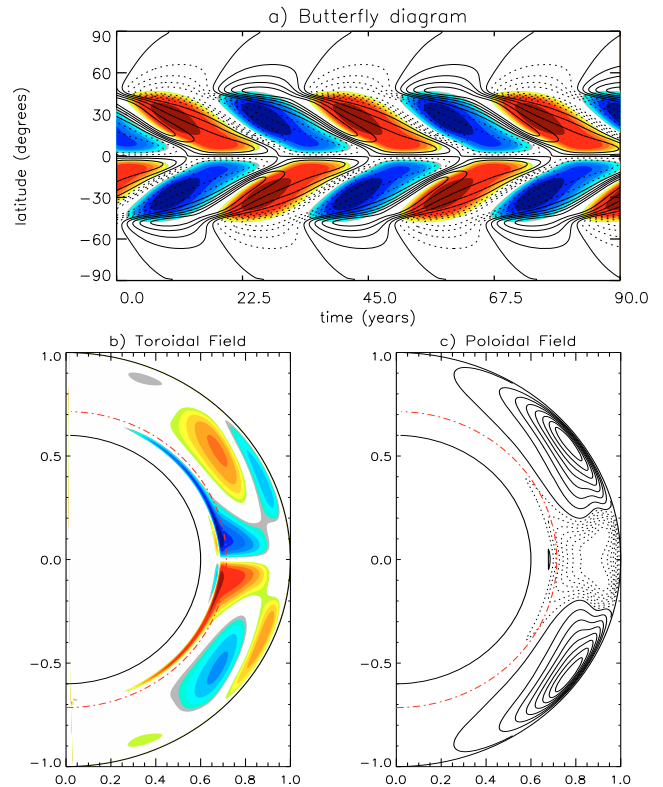 a) Butterfly diagram
90
60
30
0
−30
−60
−90
latitude (degrees)
0.0 22.5 45.0 67.5 90.0
time (years)
b) Toroidal Field
1.0
0.5
0.0
−0.5
−1.0
0.0 0.2 0.4 0.6 0.8 1.0
c) Poloidal Field
1.0
0.5
0.0
−0.5
−1.0
0.0 0.2 0.4 0.6 0.8 1.0